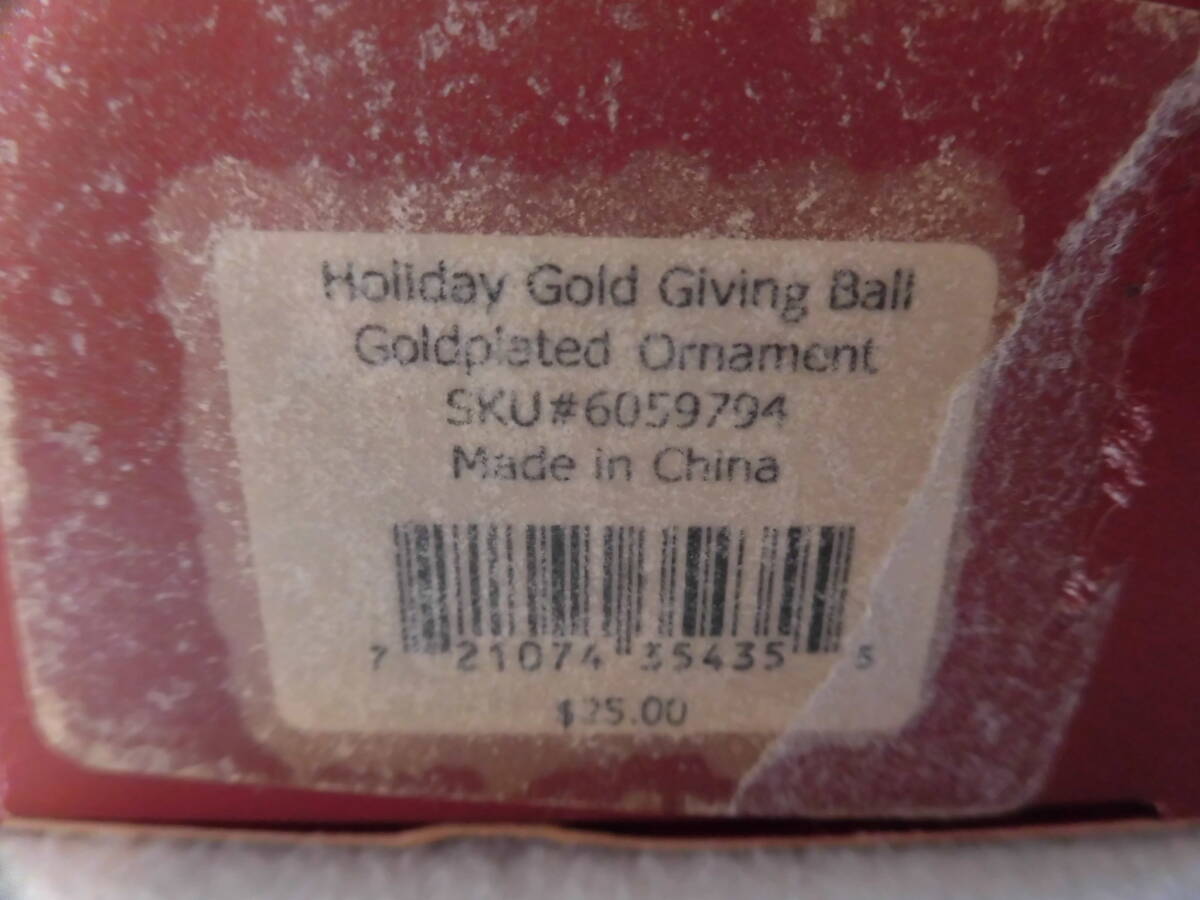 Holiday Gold Giving Ball
Goldplated Ornament
SKU#6059794
Made in China
7 21074 35435 5
$25.00